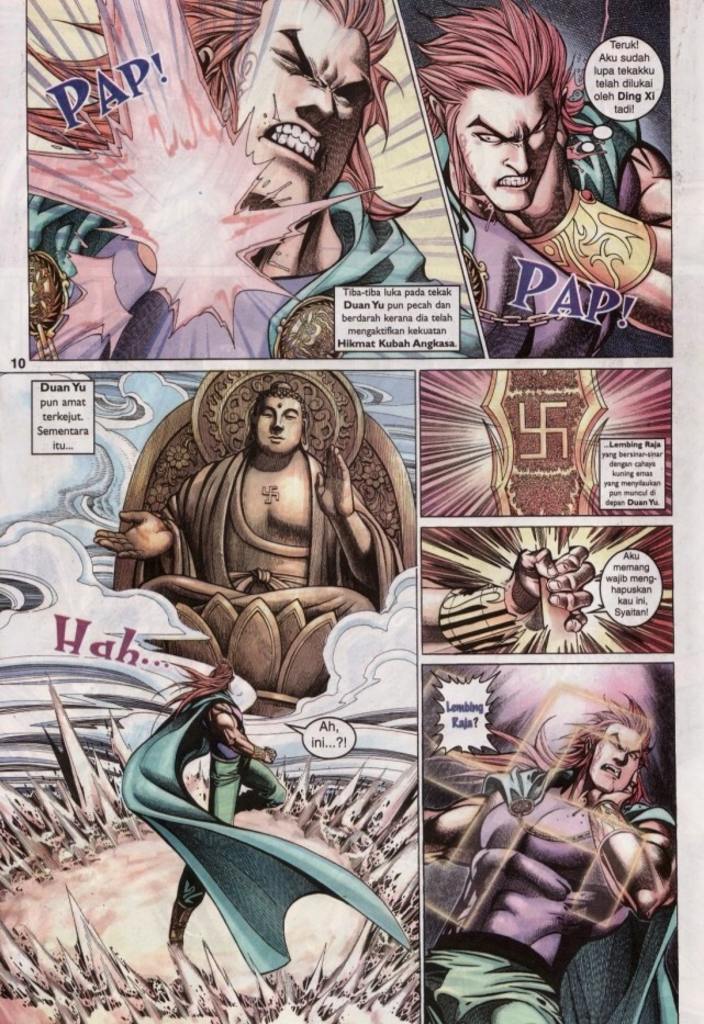 PAP!
Teruk!
Aku sudah
lupa tekakku
telah dilukai
oleh Ding Xi
tadi!
Tiba-tiba luka pada tekak
Duan Yu pun pecah dan
berdarah kerana dia telah
mengaktifkan kekuatan
Hikmat Kubah Angkasa.
PAP!
10
Duan Yu
pun amat
terkejut.
Sementara
itu...
Hah...
Ah,
ini...?!
...Lembing Raja
yang bersinar-sinar
dengan cahaya
kuning emas
yang menyilaukan
pun muncul di
depan Duan Yu.
Aku
memang
wajib meng-
hapuskan
kau ini,
Syaitan!
Lembing
Raja?